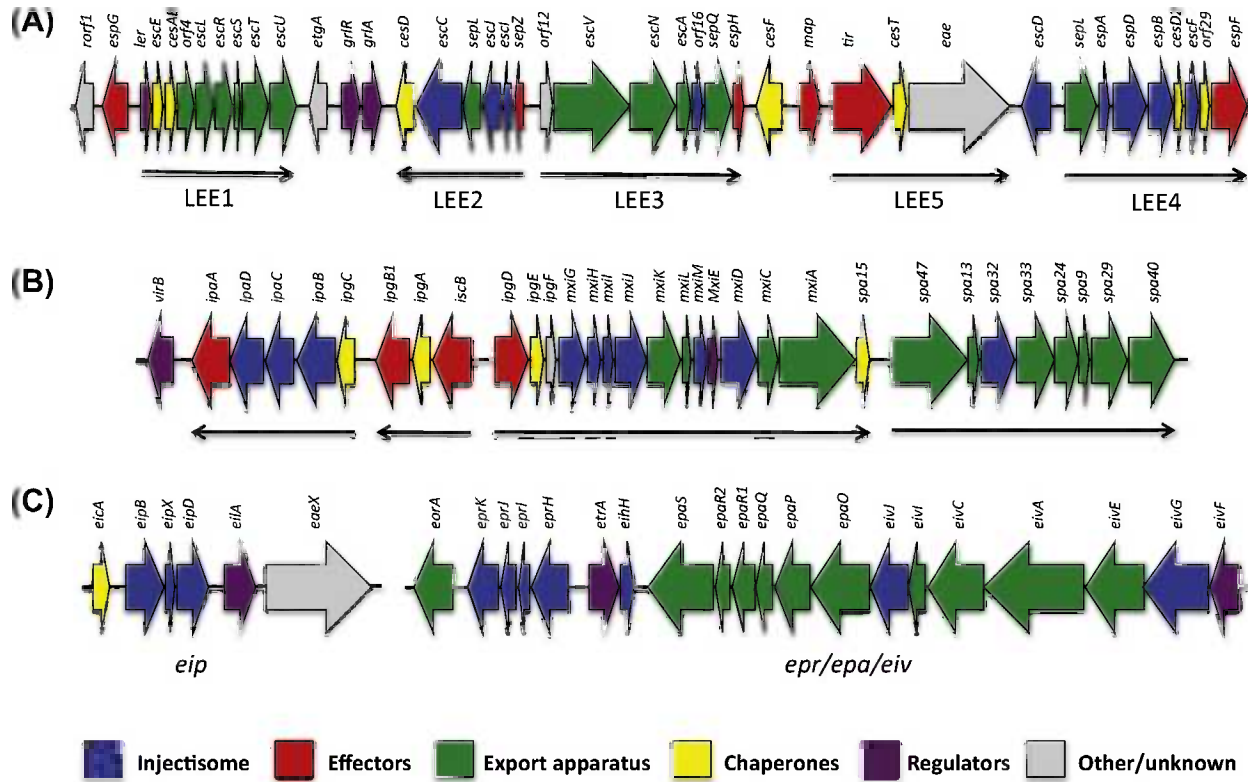 (A)
rorf1 espG ler escE cesAB orf4 escL escR escS escT escU etgA grlR grlA cesD escC sepL escJ escI sepZ orf12 escV escN escA orf16 sepQ espH cesF map tir cesT eae escD sepL espA espD espB cesD2 escF orf29 espF
LEE1 LEE2 LEE3 LEE5 LEE4
(B)
virB ipaA ipaD ipaC ipaB ipgC ipgB1 ipgA iscB ipgD ipgE ipgF mxiG mxiH mxiI mxiJ mxiK mxiL mxiM MxiE mxiD mxiC mxiA spa15 spa47 spa13 spa32 spa33 spa24 spa9 spa29 spa40
(C)
eicA eipB eipX eipD eilA eaeX eorA eprK eprJ eprI eprH etrA eihH epaS epaR2 epaR1 epaQ epaP epaO eivJ eivI eivC eivA eivE eivG eivF
eip epr/epa/eiv
Injectisome Effectors Export apparatus Chaperones Regulators Other/unknown